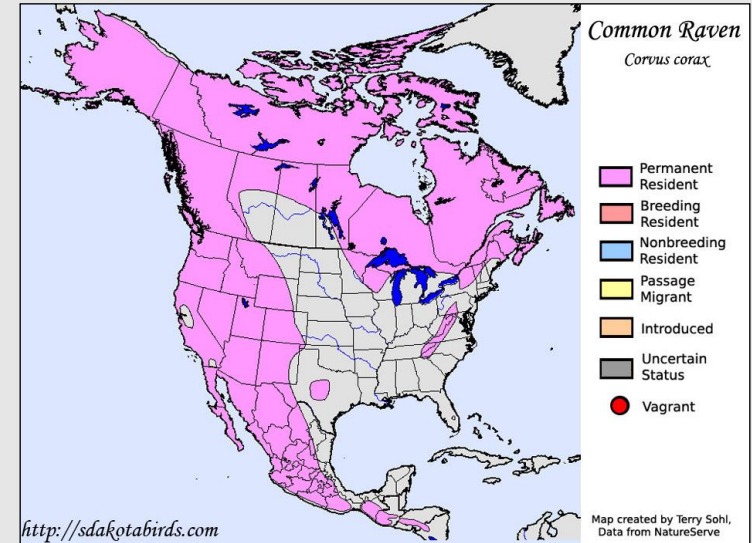 Common Raven
Corvus corax
Permanent
Resident
Breeding
Resident
Nonbreeding
Resident
Passage
Migrant
Introduced
Uncertain
Status
Vagrant
Map created by Terry Sohl,
Data from NatureServe
http://sdakotabirds.com